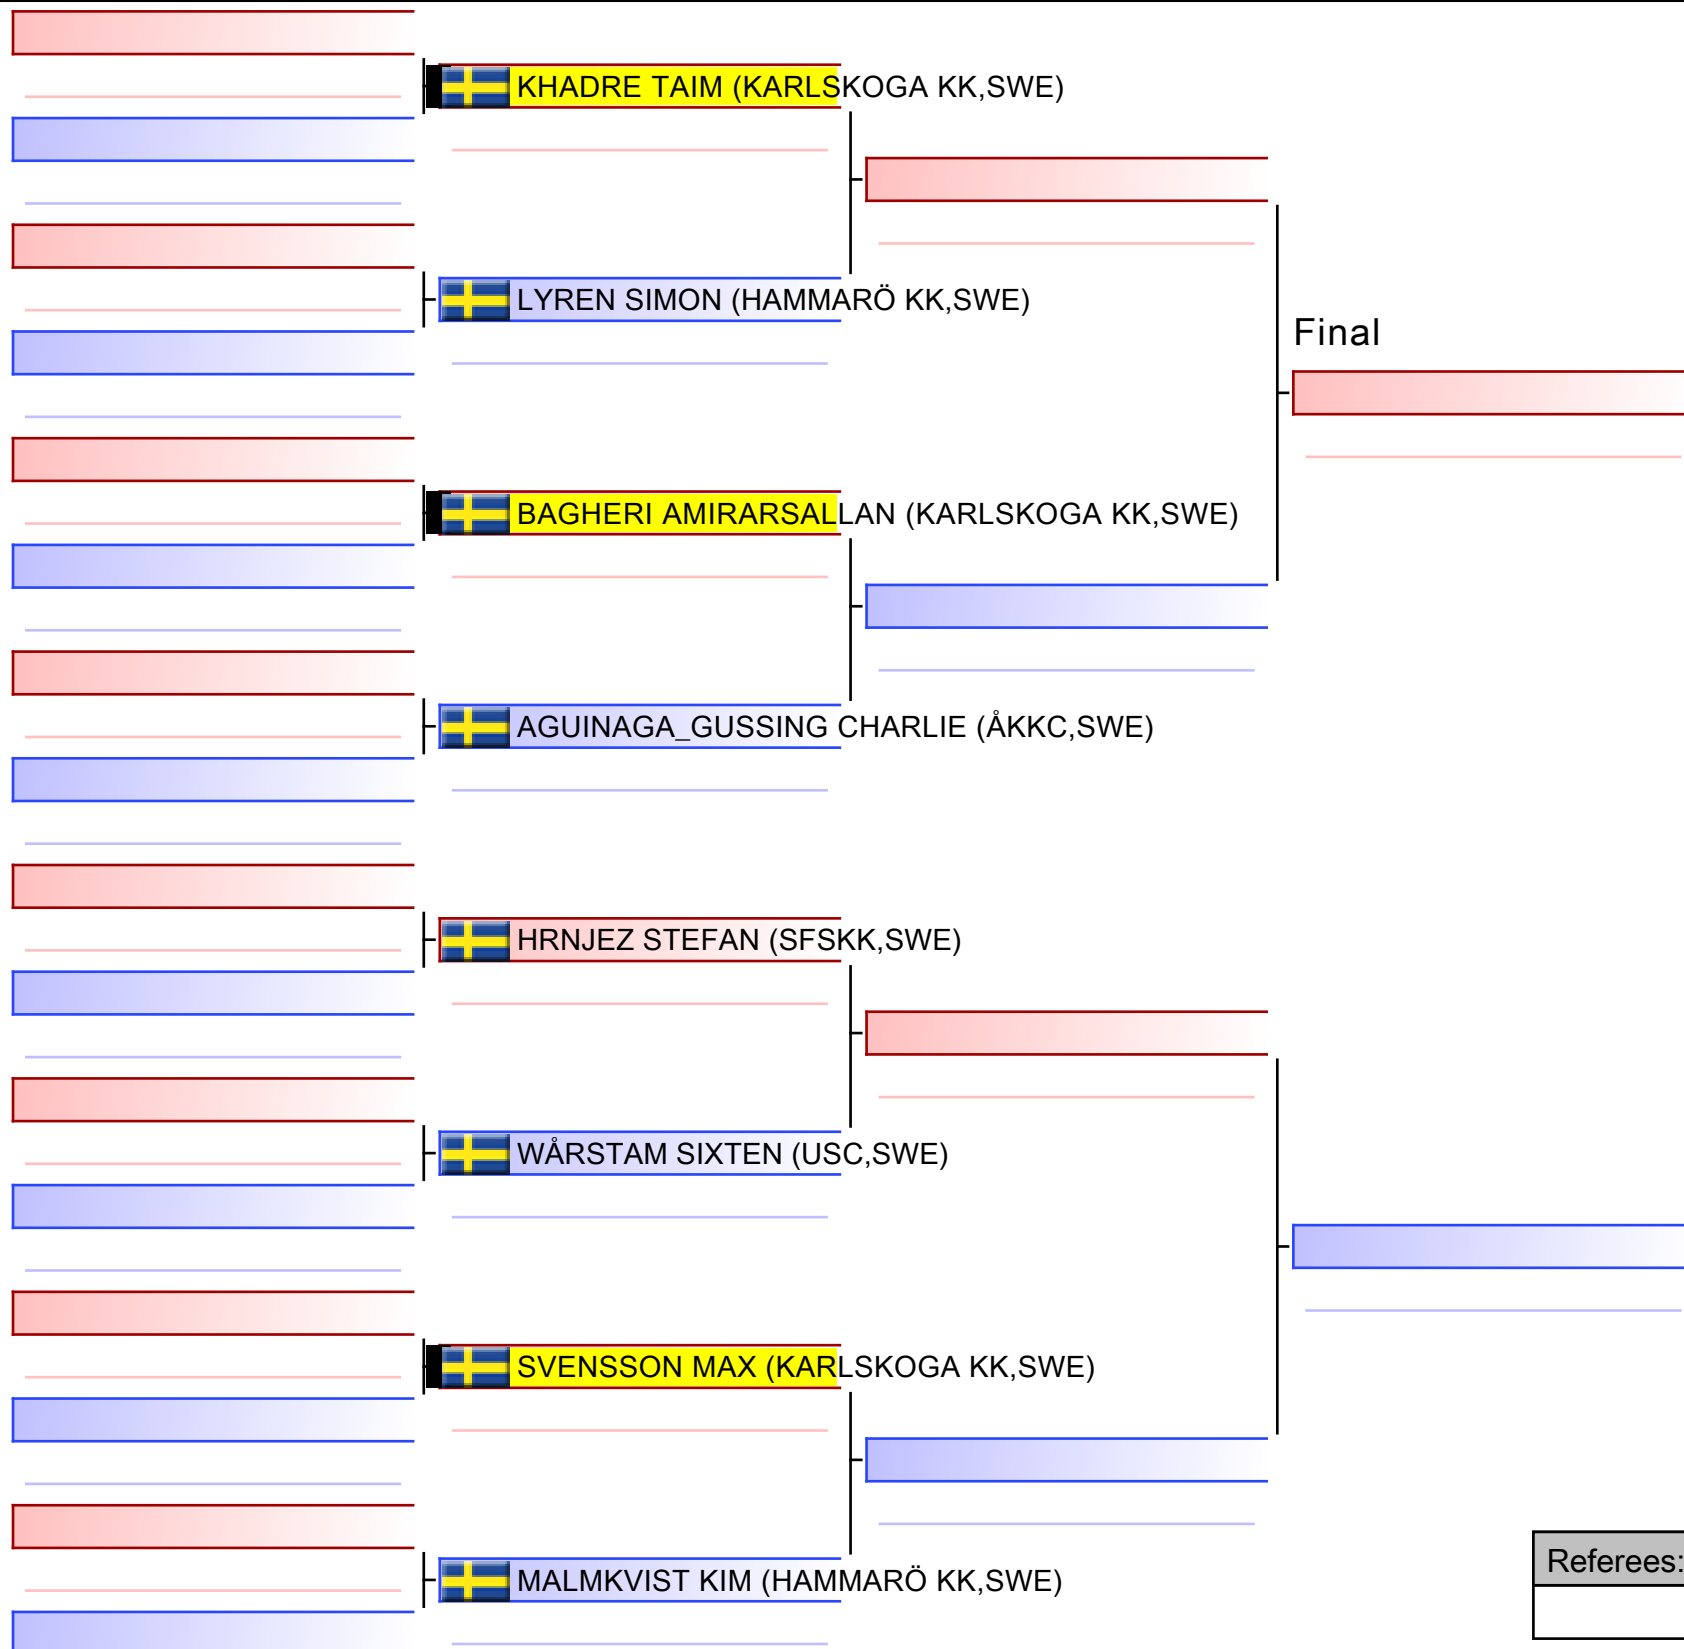 KHADRE TAIM (KARLSKOGA KK,SWE)
LYREN SIMON (HAMMARÖ KK,SWE)
Final
BAGHERI AMIRARSALLAN (KARLSKOGA KK,SWE)
AGUINAGA_GUSSING CHARLIE (ÅKKC,SWE)
HRNJEZ STEFAN (SFSKK,SWE)
WÅRSTAM SIXTEN (USC,SWE)
SVENSSON MAX (KARLSKOGA KK,SWE)
Referees:
MALMKVIST KIM (HAMMARÖ KK,SWE)